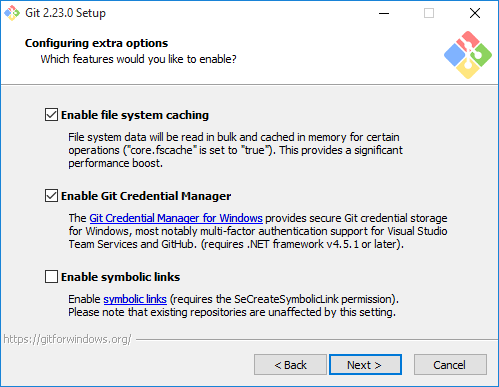 Git 2.23.0 Setup
Configuring extra options
Which features would you like to enable?
Enable file system caching
File system data will be read in bulk and cached in memory for certain
operations ("core.fscache" is set to "true"). This provides a significant
performance boost.
Enable Git Credential Manager
The Git Credential Manager for Windows provides secure Git credential storage
for Windows, most notably multi-factor authentication support for Visual Studio
Team Services and GitHub. (requires .NET framework v4.5.1 or later).
Enable symbolic links
Enable symbolic links (requires the SeCreateSymbolicLink permission).
Please note that existing repositories are unaffected by this setting.
https://gitforwindows.org/
< Back Next > Cancel